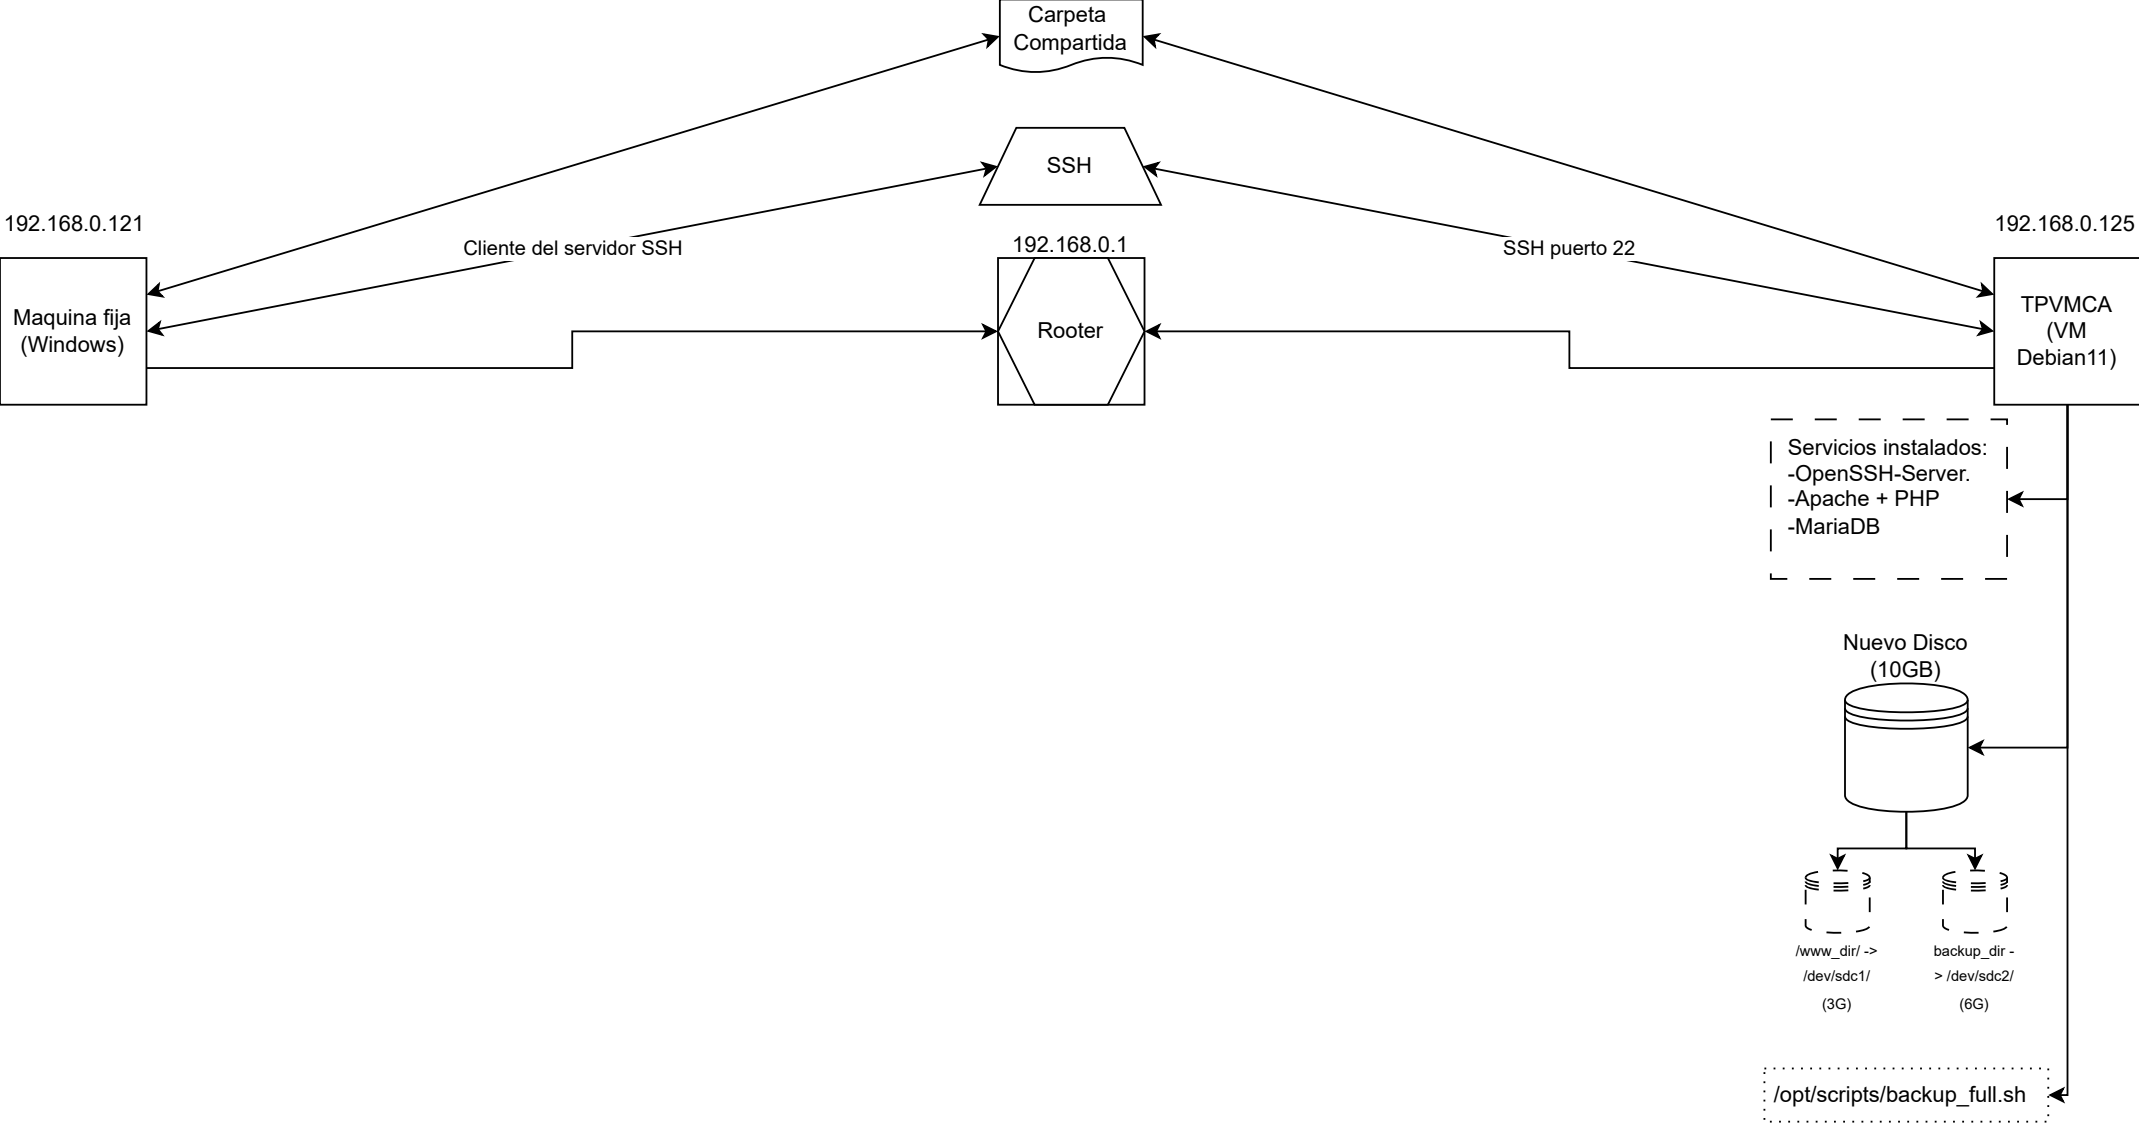 Carpeta
Compartida
SSH
192.168.0.121
192.168.0.125
Cliente del servidor SSH
192.168.0.1
SSH puerto 22
Maquina fija
(Windows)
Rooter
TPVMCA
(VM
Debian11)
Servicios instalados:
-OpenSSH-Server.
-Apache + PHP
-MariaDB
Nuevo Disco
(10GB)
/www_dir/ ->
/dev/sdc1/
(3G)
backup_dir -
> /dev/sdc2/
(6G)
/opt/scripts/backup_full.sh